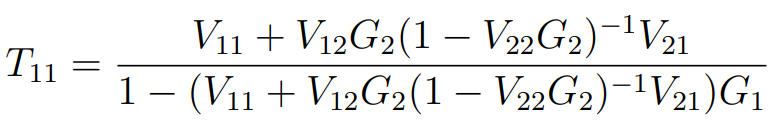 T_{11} = \frac{V_{11} + V_{12}G_2(1 - V_{22}G_2)^{-1}V_{21}}{1 - (V_{11} + V_{12}G_2(1 - V_{22}G_2)^{-1}V_{21})G_1}